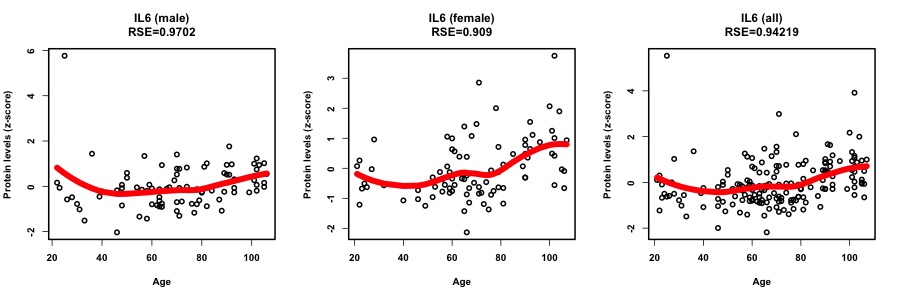 IL6 (male)
RSE=0.9702
Protein levels (z-score)
6
4
2
0
-2
20 40 60 80 100
Age
IL6 (female)
RSE=0.909
Protein levels (z-score)
3
2
1
0
-1
-2
20 40 60 80 100
Age
IL6 (all)
RSE=0.94219
Protein levels (z-score)
4
2
0
-2
20 40 60 80 100
Age